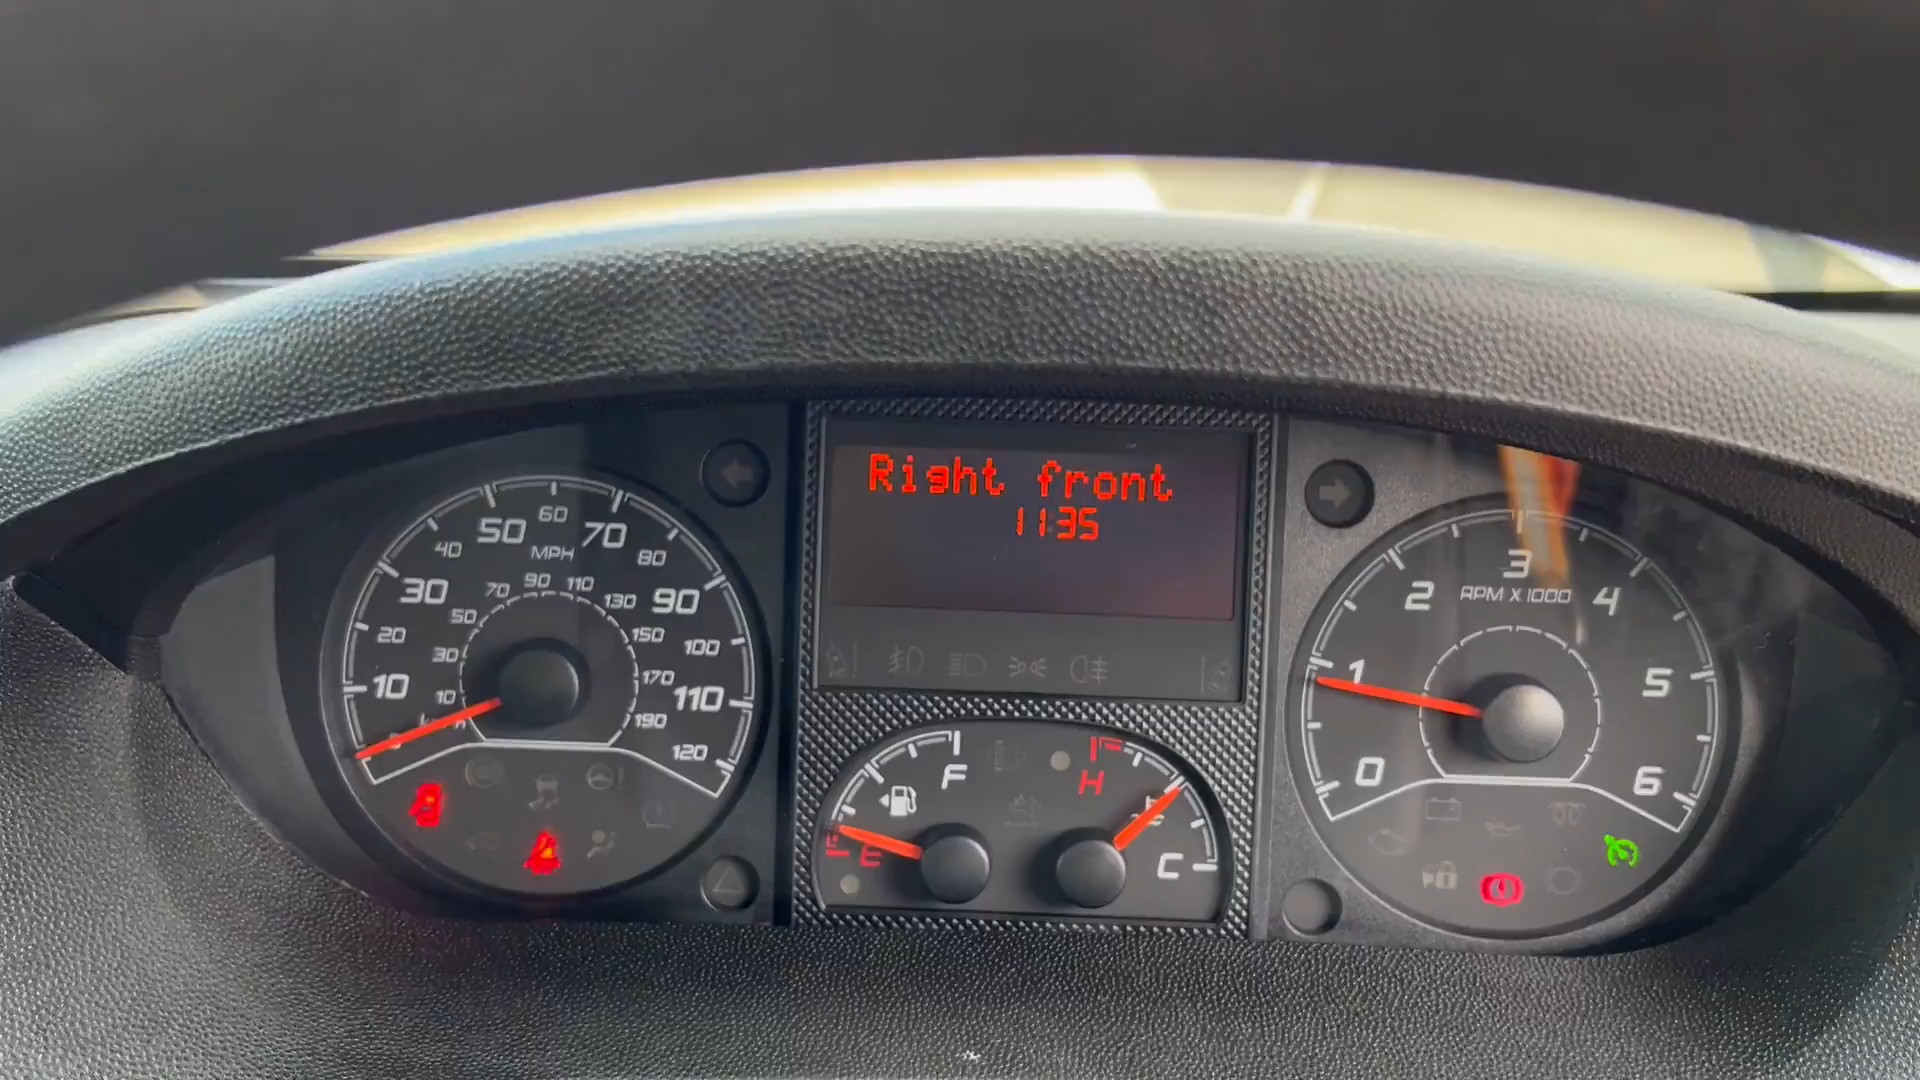 Right front
11:35
50 60 70
40 MPH 80
30 70 90 110 130 90
20 50 150 100
30 170
10 10 190 110
120
F
H
E
C
3
2 RPM X 1000 4
1 5
0 6